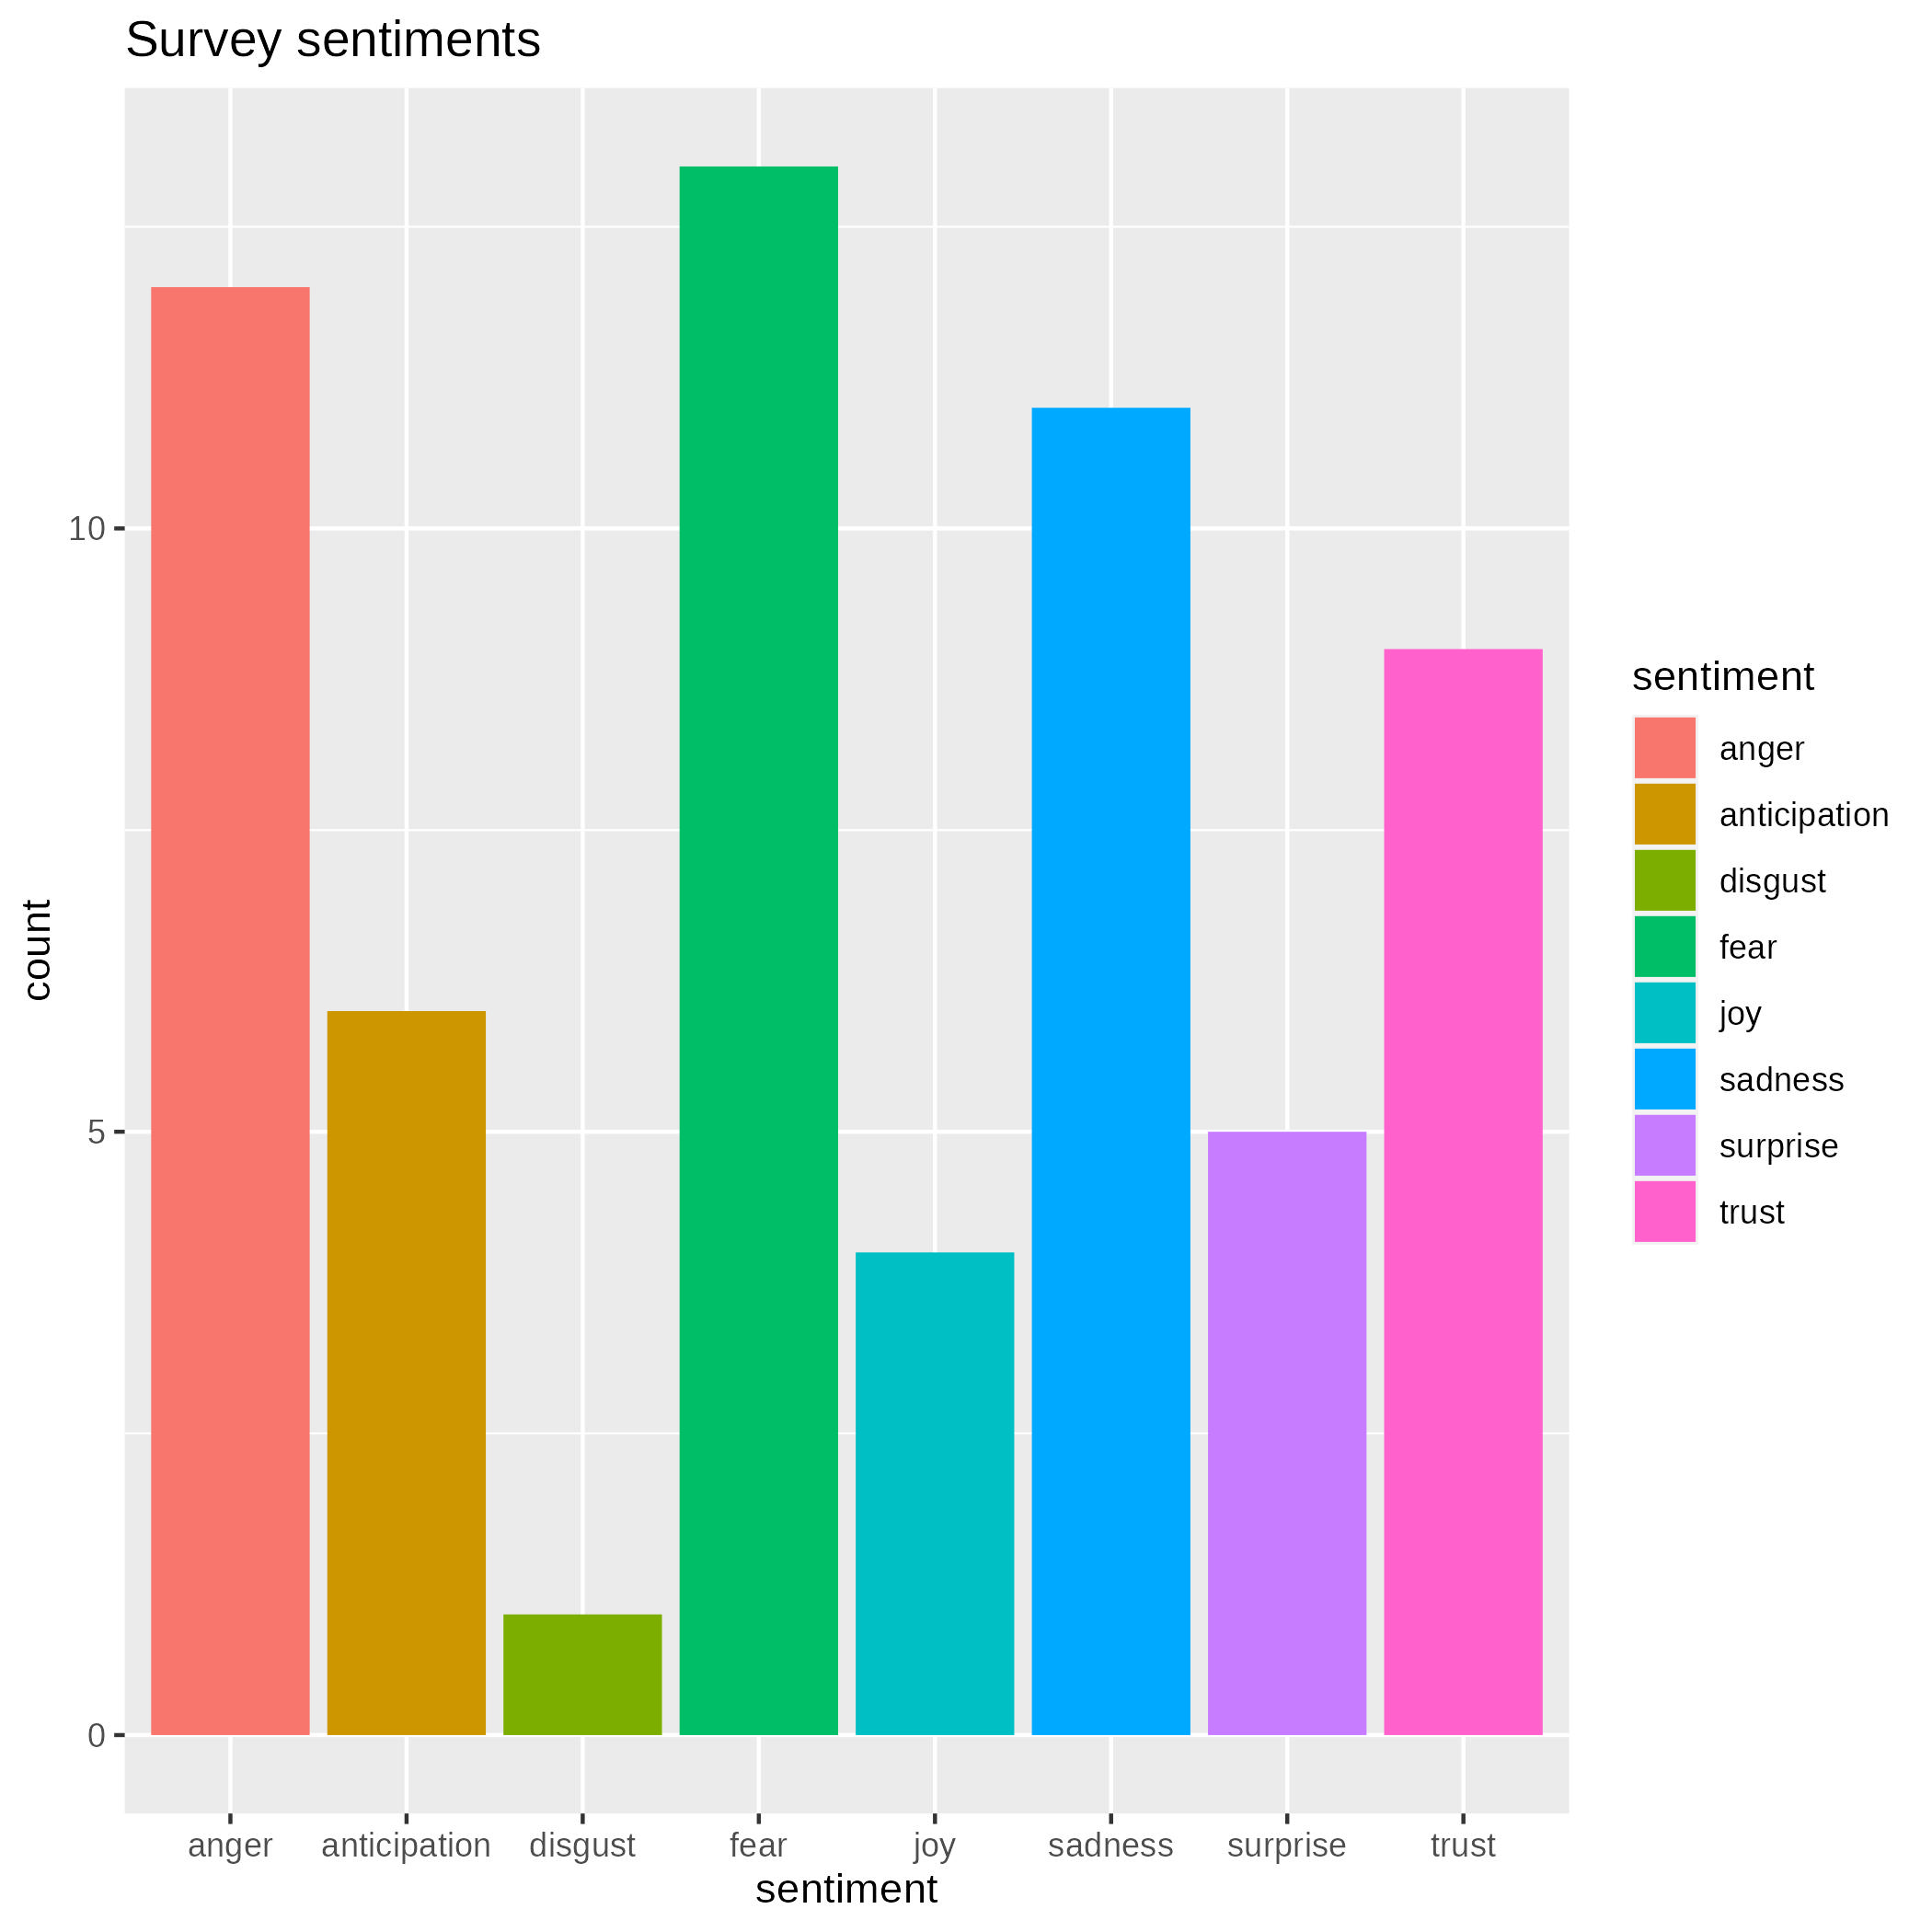 Survey sentiments
count
10
5
0
anger
anticipation
disgust
fear
joy
sadness
surprise
trust
sentiment
sentiment
anger
anticipation
disgust
fear
joy
sadness
surprise
trust